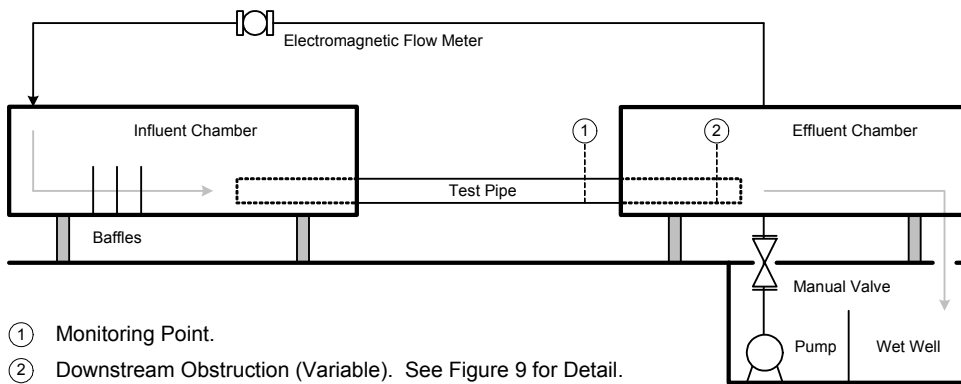 Electromagnetic Flow Meter
Influent Chamber
1
2
Effluent Chamber
Test Pipe
Baffles
Manual Valve
Pump
Wet Well
1 Monitoring Point.
2 Downstream Obstruction (Variable). See Figure 9 for Detail.